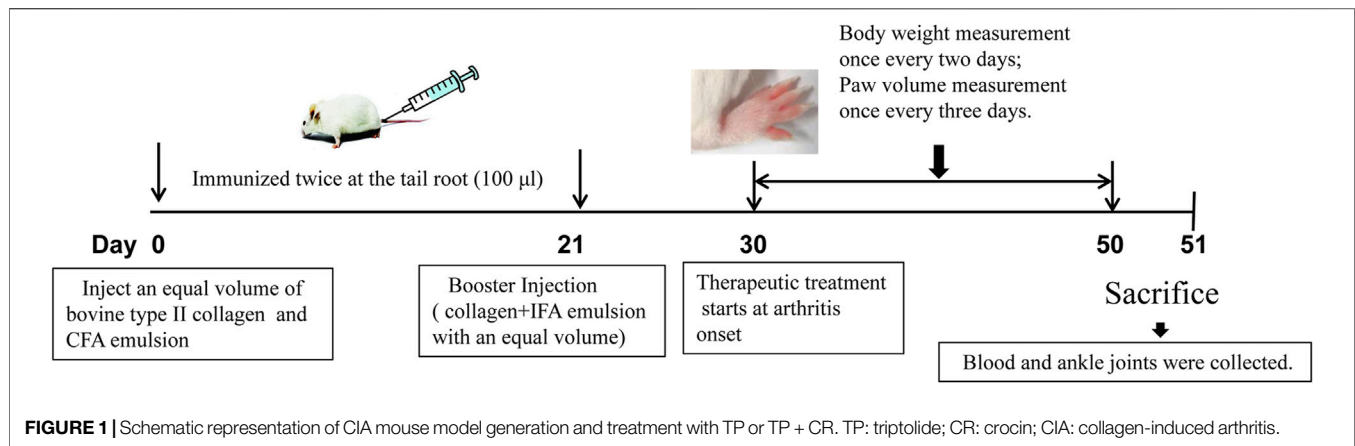 Body weight measurement
once every two days;
Paw volume measurement
once every three days.
Immunized twice at the tail root (100 μl)
Day 0 21 30 50 51
Inject an equal volume of
bovine type II collagen and
CFA emulsion
Booster Injection
( collagen+IFA emulsion
with an equal volume)
Therapeutic treatment
starts at arthritis
onset
Sacrifice
Blood and ankle joints were collected.
FIGURE 1 | Schematic representation of CIA mouse model generation and treatment with TP or TP + CR. TP: triptolide; CR: crocin; CIA: collagen-induced arthritis.